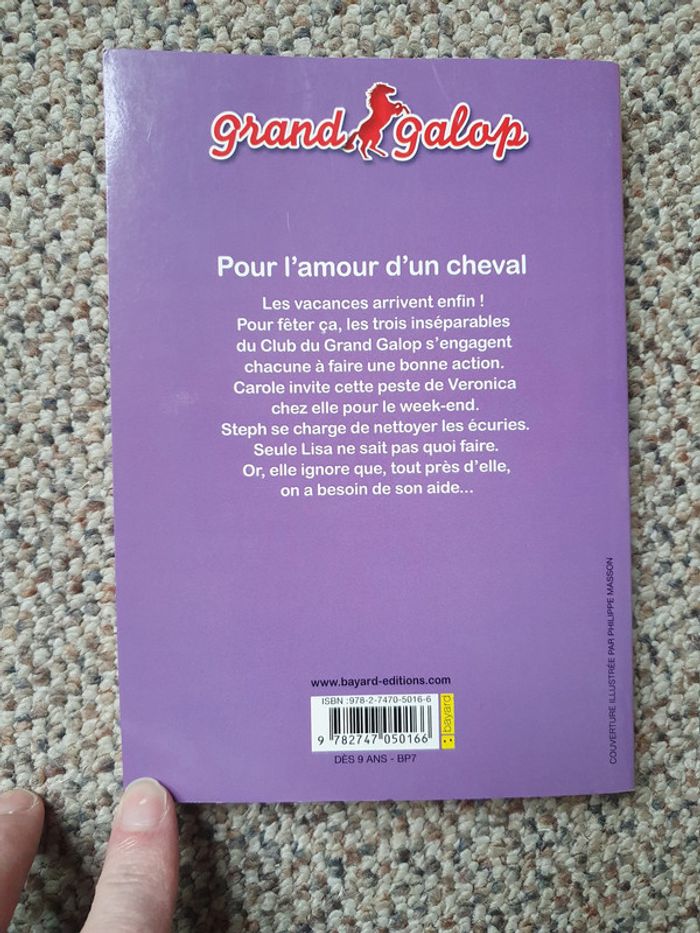 grand galop
Pour l'amour d'un cheval
Les vacances arrivent enfin !
Pour fêter ça, les trois inséparables
du Club du Grand Galop s'engagent
chacune à faire une bonne action.
Carole invite cette peste de Veronica
chez elle pour le week-end.
Steph se charge de nettoyer les écuries.
Seule Lisa ne sait pas quoi faire.
Or, elle ignore que, tout près d'elle,
on a besoin de son aide...
COUVERTURE ILLUSTRÉE PAR PHILIPPE MASSON
www.bayard-editions.com
ISBN :978-2-7470-5016-6
bayard
9 782747 050166
DÈS 9 ANS - BP7